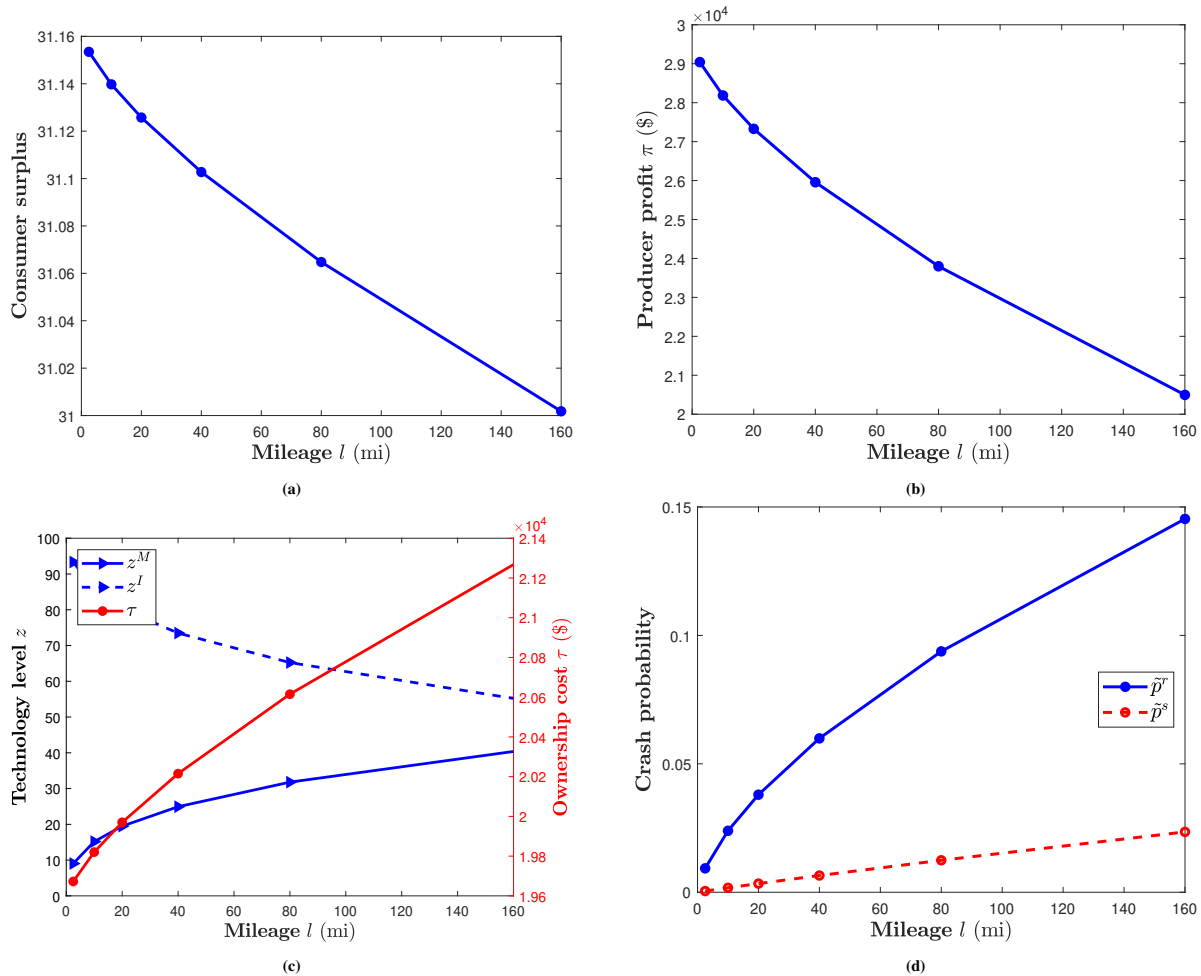 31.16
31.14
31.12
31.1
31.08
31.06
31.04
31.02
31
0 20 40 60 80 100 120 140 160
Consumer surplus
Mileage l (mi)
(a)
×10⁴
3
2.9
2.8
2.7
2.6
2.5
2.4
2.3
2.2
2.1
2
0 20 40 60 80 100 120 140 160
Producer profit π ($)
Mileage l (mi)
(b)
×10⁴
100
90
80
70
60
50
40
30
20
10
0
z^M
z^I
τ
2.14
2.12
2.1
2.08
2.06
2.04
2.02
2
1.98
1.96
0 20 40 60 80 100 120 140 160
Technology level z
Ownership cost τ ($)
Mileage l (mi)
(c)
0.15
0.1
0.05
0
p̃^r
p̃^s
0 20 40 60 80 100 120 140 160
Crash probability
Mileage l (mi)
(d)